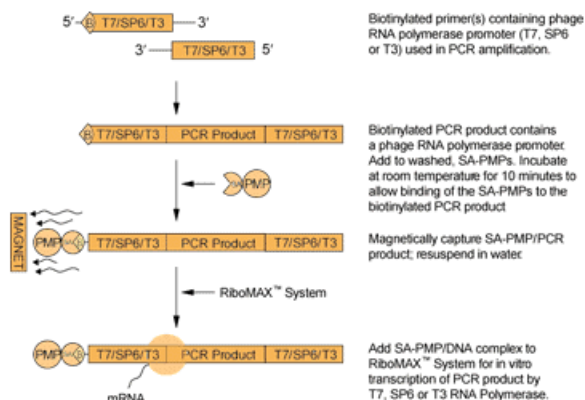 5′ B T7/SP6/T3 3′
3′ T7/SP6/T3 5′
Biotinylated primer(s) containing phage
RNA polymerase promoter (T7, SP6
or T3) used in PCR amplification.
B T7/SP6/T3 PCR Product T7/SP6/T3
Biotinylated PCR product contains
a phage RNA polymerase promoter.
Add to washed, SA-PMPs. Incubate
at room temperature for 10 minutes to
allow binding of the SA-PMPs to the
biotinylated PCR product
SA PMP
MAGNET
PMP SA B T7/SP6/T3 PCR Product T7/SP6/T3
Magnetically capture SA-PMP/PCR
product; resuspend in water.
RiboMAX™ System
PMP SA B T7/SP6/T3 PCR Product T7/SP6/T3
mRNA
Add SA-PMP/DNA complex to
RiboMAX™ System for in vitro
transcription of PCR product by
T7, SP6 or T3 RNA Polymerase.